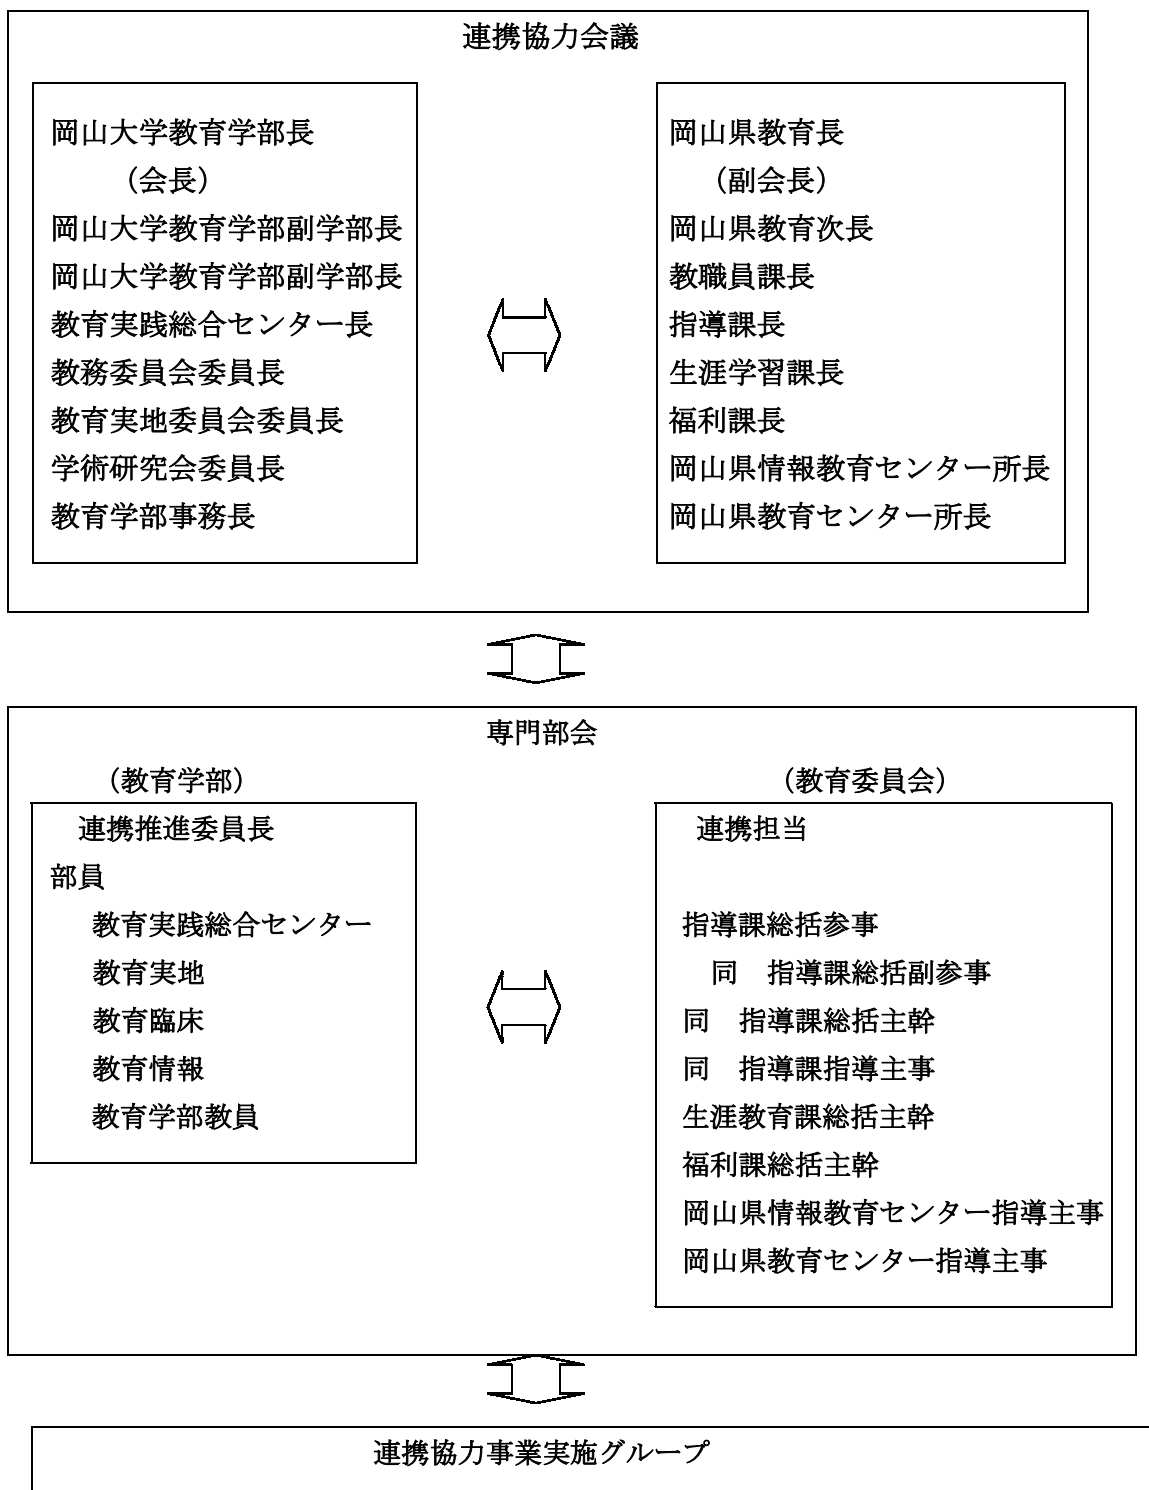 連携協力会議
岡山大学教育学部長
（会長）
岡山大学教育学部副学部長
岡山大学教育学部副学部長
教育実践総合センター長
教務委員会委員長
教育実地委員会委員長
学術研究会委員長
教育学部事務長
岡山県教育長
（副会長）
岡山県教育次長
教職員課長
指導課長
生涯学習課長
福利課長
岡山県情報教育センター所長
岡山県教育センター所長
専門部会
（教育学部）
連携推進委員長
部員
教育実践総合センター
教育実地
教育臨床
教育情報
教育学部教員
（教育委員会）
連携担当
指導課総括参事
同　指導課総括副参事
同　指導課総括主幹
同　指導課指導主事
生涯教育課総括主幹
福利課総括主幹
岡山県情報教育センター指導主事
岡山県教育センター指導主事
連携協力事業実施グループ